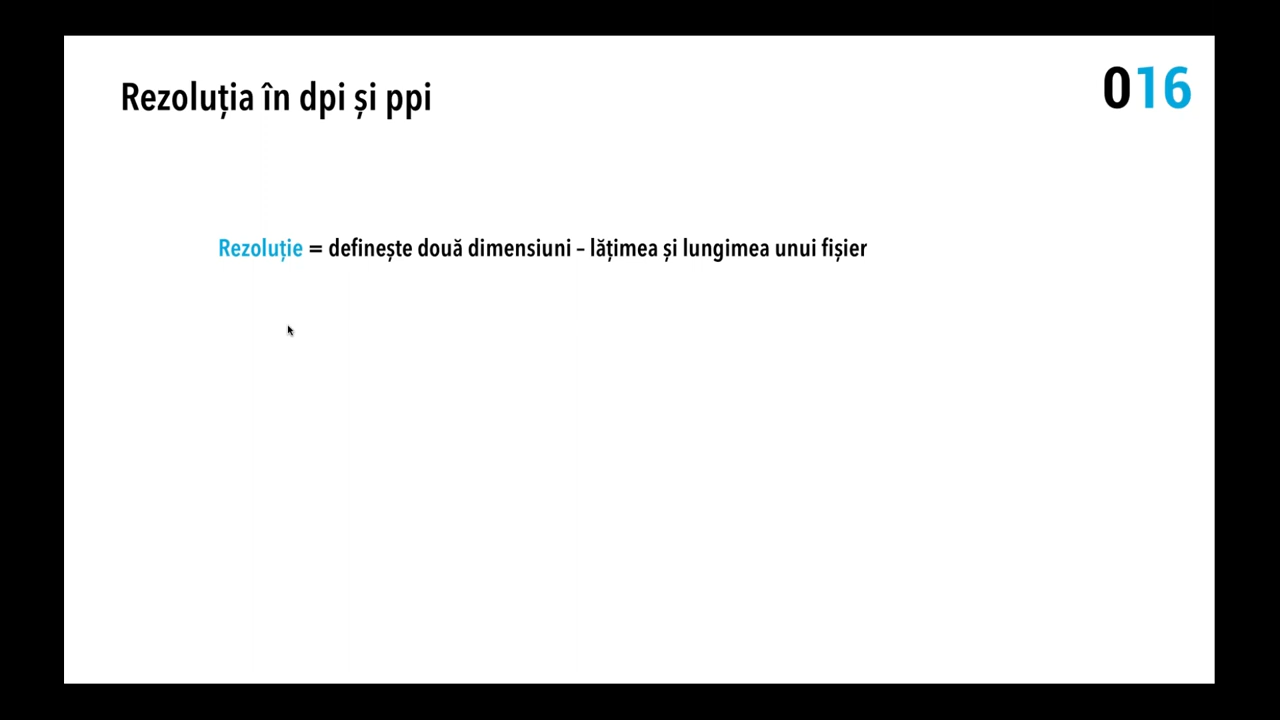 Rezoluția în dpi și ppi
016
Rezoluție = definește două dimensiuni – lățimea și lungimea unui fișier